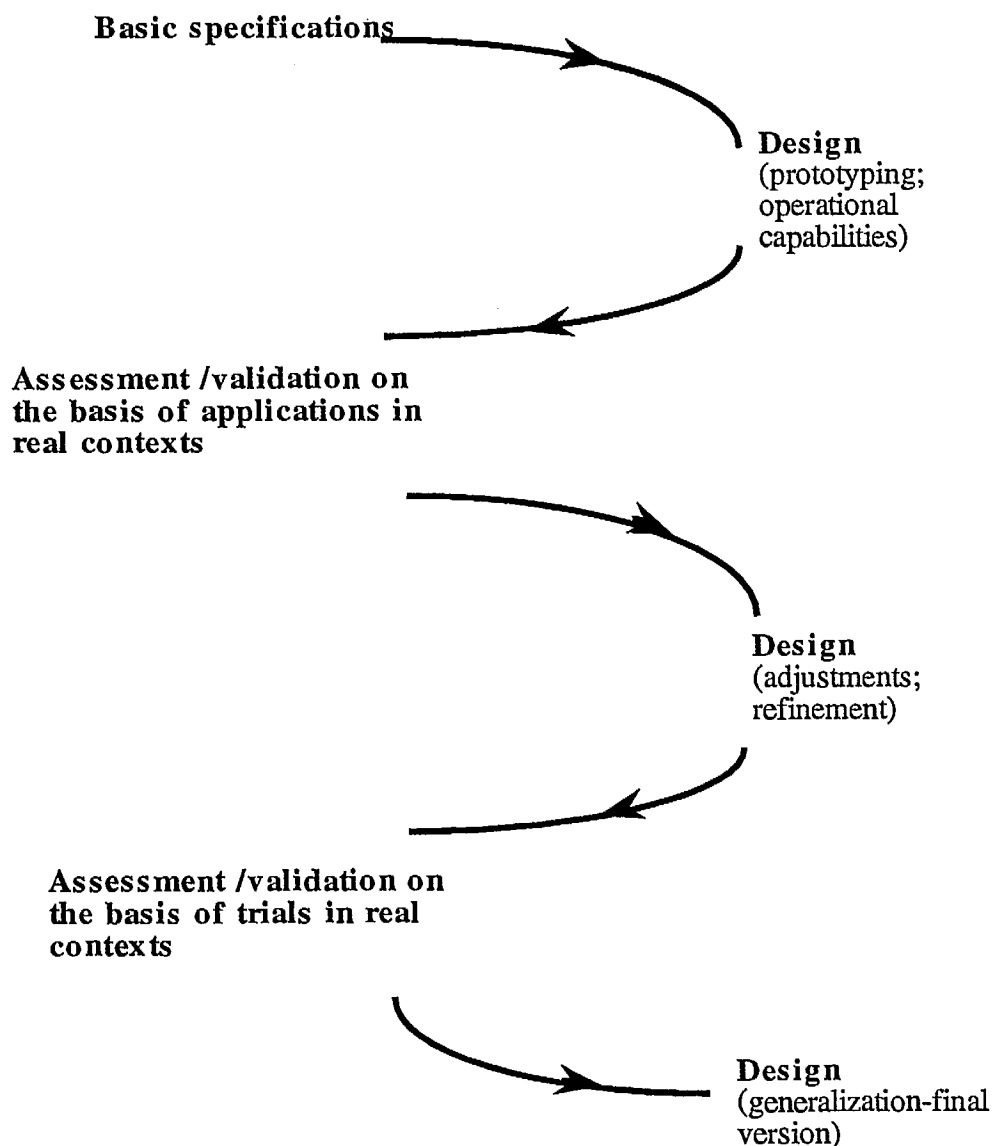 Basic specifications
Design
(prototyping;
operational
capabilities)
Assessment /validation on
the basis of applications in
real contexts
Design
(adjustments;
refinement)
Assessment /validation on
the basis of trials in real
contexts
Design
(generalization-final
version)